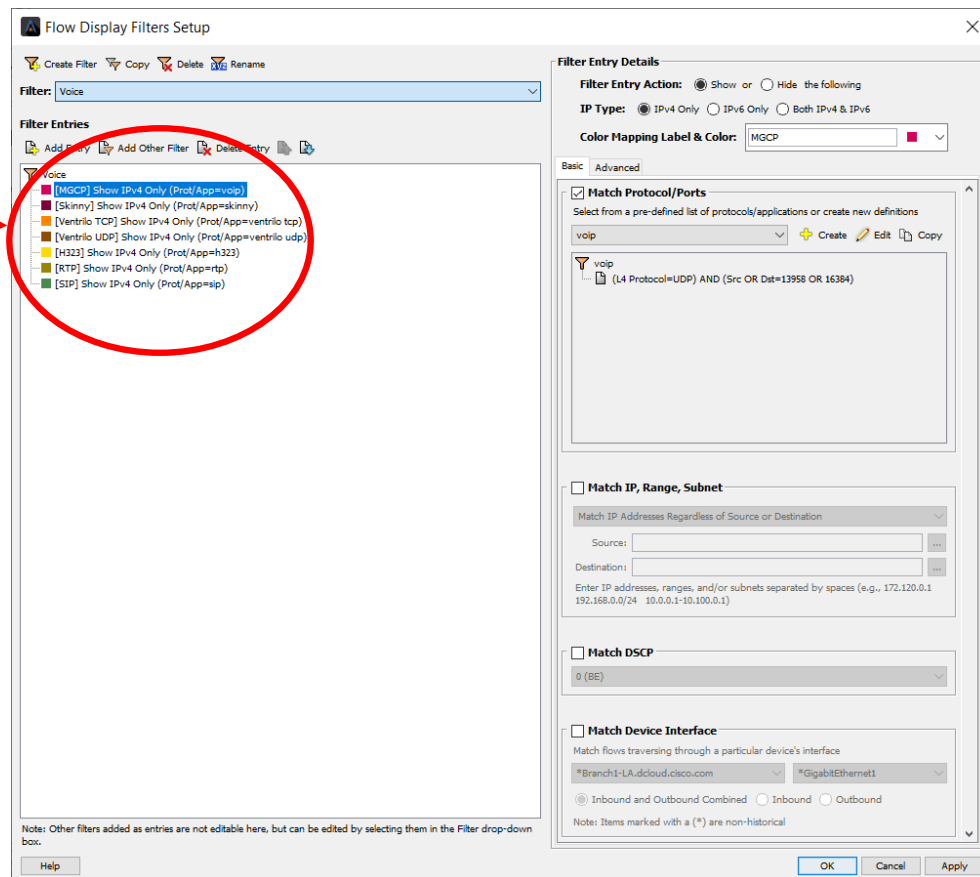 Flow Display Filters Setup
Create Filter Copy Delete Rename
Filter: Voice
Filter Entries
Add Entry Add Other Filter Delete Entry
Voice
[MGCP] Show IPv4 Only (Prot/App=voip)
[Skinny] Show IPv4 Only (Prot/App=skinny)
[Ventrilo TCP] Show IPv4 Only (Prot/App=ventrilo tcp)
[Ventrilo UDP] Show IPv4 Only (Prot/App=ventrilo udp)
[H323] Show IPv4 Only (Prot/App=h323)
[RTP] Show IPv4 Only (Prot/App=rtp)
[SIP] Show IPv4 Only (Prot/App=sip)
Note: Other filters added as entries are not editable here, but can be edited by selecting them in the Filter drop-down
box.
Filter Entry Details
Filter Entry Action: Show or Hide the following
IP Type: IPv4 Only IPv6 Only Both IPv4 & IPv6
Color Mapping Label & Color: MGCP
Basic Advanced
Match Protocol/Ports
Select from a pre-defined list of protocols/applications or create new definitions
voip Create Edit Copy
voip
(L4 Protocol=UDP) AND (Src OR Dst=13958 OR 16384)
Match IP, Range, Subnet
Match IP Addresses Regardless of Source or Destination
Source: ...
Destination: ...
Enter IP addresses, ranges, and/or subnets separated by spaces (e.g., 172.120.0.1
192.168.0.0/24 10.0.0.1-10.100.0.1)
Match DSCP
0 (BE)
Match Device Interface
Match flows traversing through a particular device's interface
*Branch1-LA.dcloud.cisco.com *GigabitEthernet1
Inbound and Outbound Combined Inbound Outbound
Note: Items marked with a (*) are non-historical
Help OK Cancel Apply